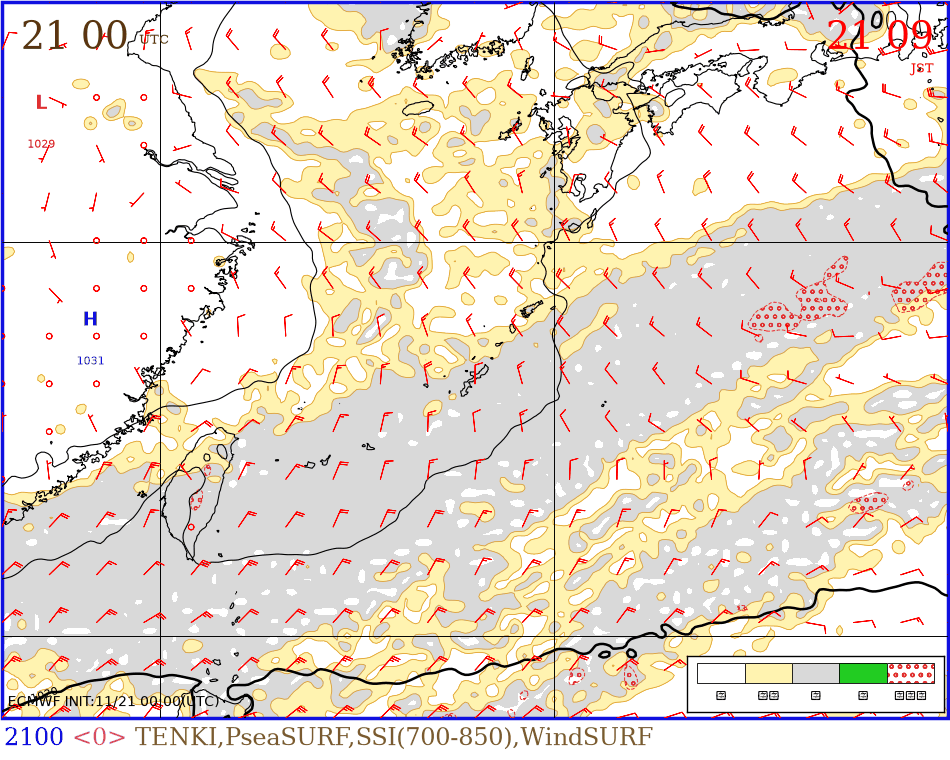 21 00 UTC
21 09
JST
L
1029
H
1031
1020
ECMWF INIT:11/21 00:00(UTC)
2100 <0> TENKI,PseaSURF,SSI(700-850),WindSURF